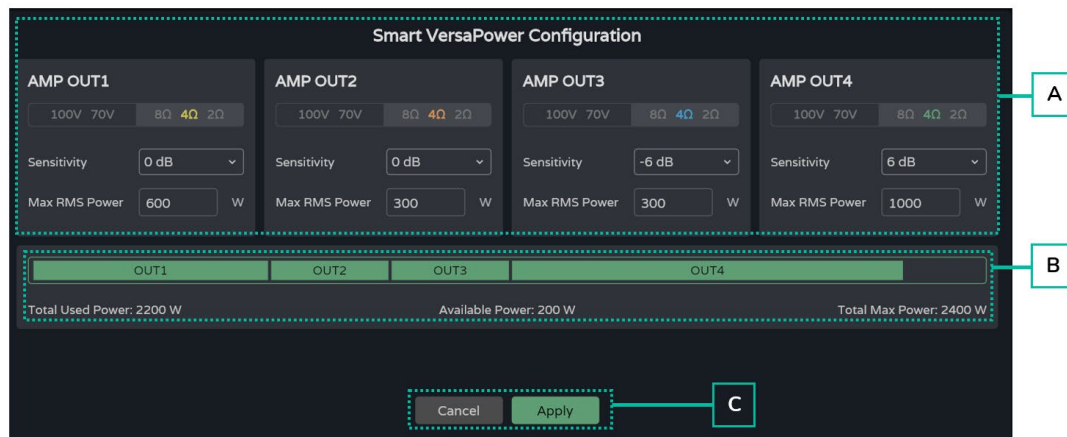 Smart VersaPower Configuration
AMP OUT1
100V 70V 8Ω 4Ω 2Ω
Sensitivity 0 dB
Max RMS Power 600 W
AMP OUT2
100V 70V 8Ω 4Ω 2Ω
Sensitivity 0 dB
Max RMS Power 300 W
AMP OUT3
100V 70V 8Ω 4Ω 2Ω
Sensitivity -6 dB
Max RMS Power 300 W
AMP OUT4
100V 70V 8Ω 4Ω 2Ω
Sensitivity 6 dB
Max RMS Power 1000 W
A
OUT1 OUT2 OUT3 OUT4
Total Used Power: 2200 W Available Power: 200 W Total Max Power: 2400 W
B
Cancel Apply
C